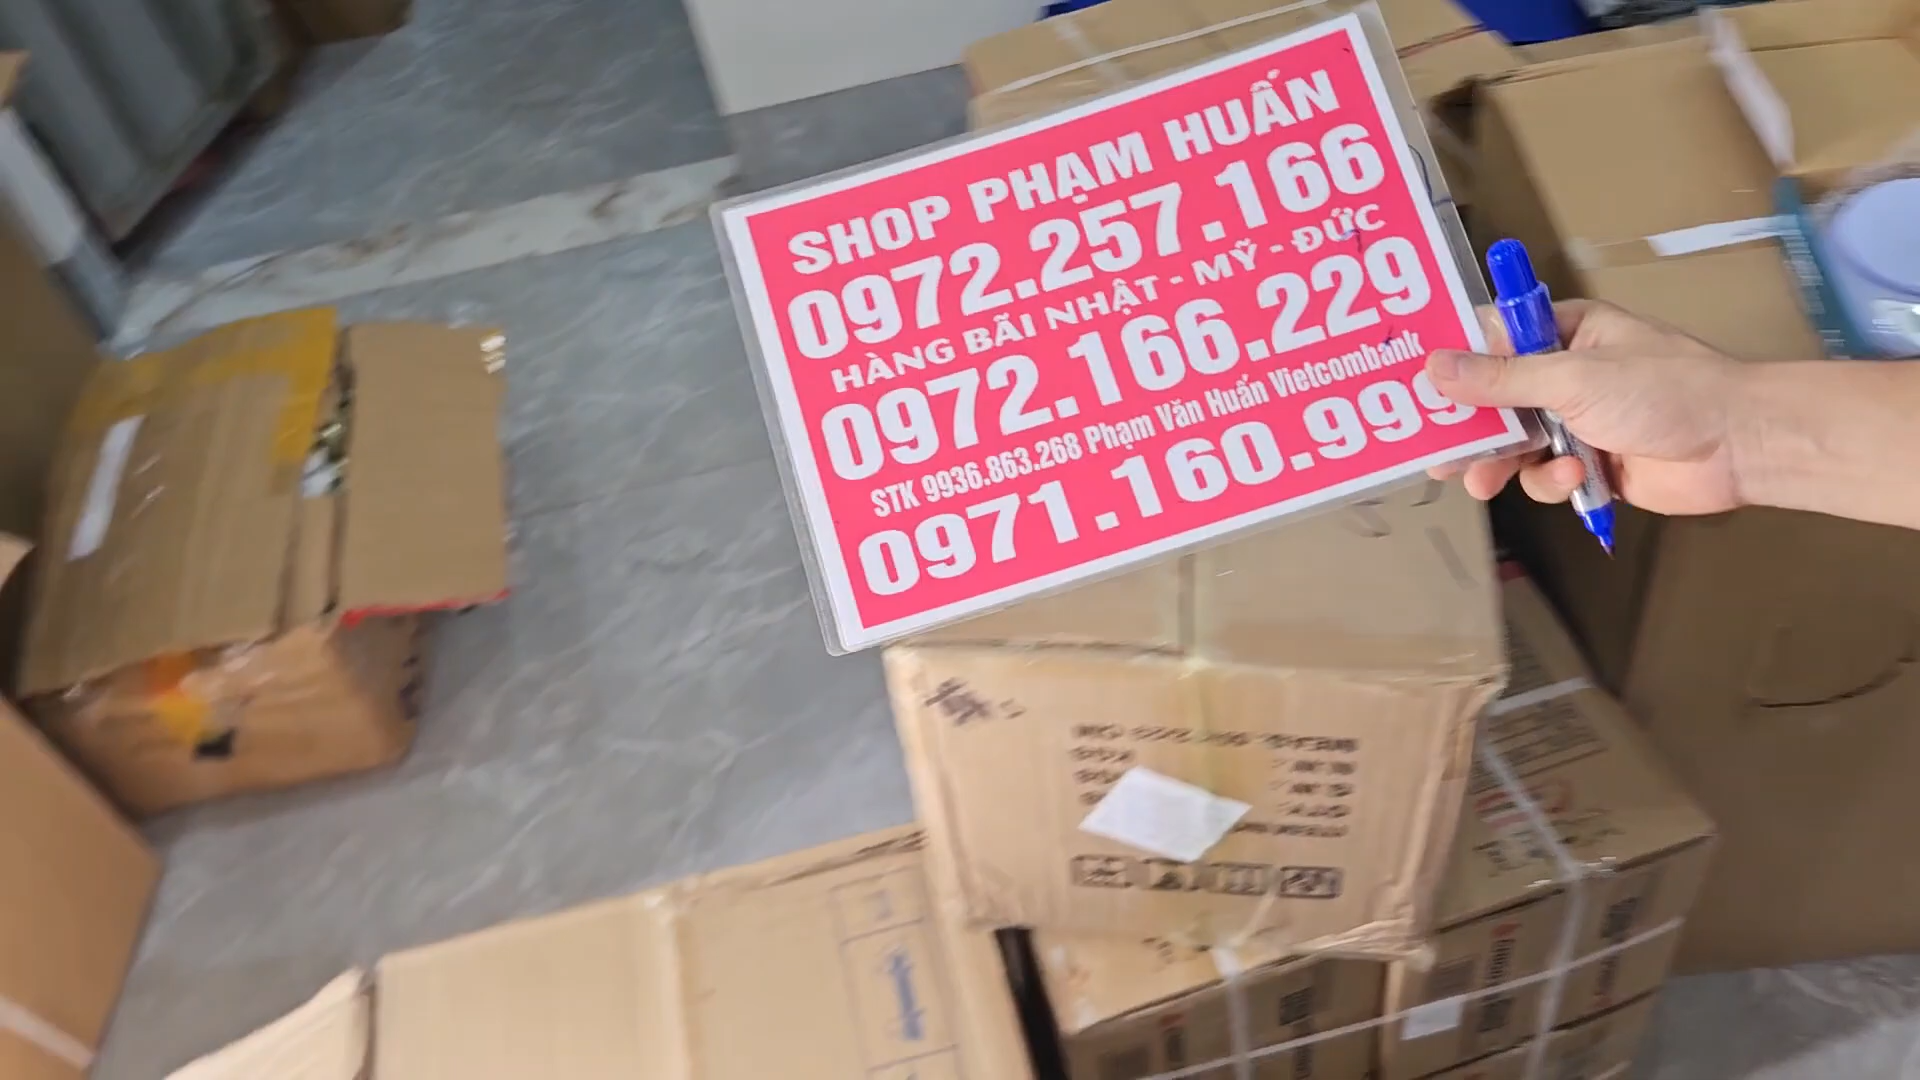 SHOP PHẠM HUẤN
0972.257.166
HÀNG BÃI NHẬT - MỸ - ĐỨC
0972.166.229
STK 9936.863.268 Phạm Văn Huấn Vietcombank
0971.160.999